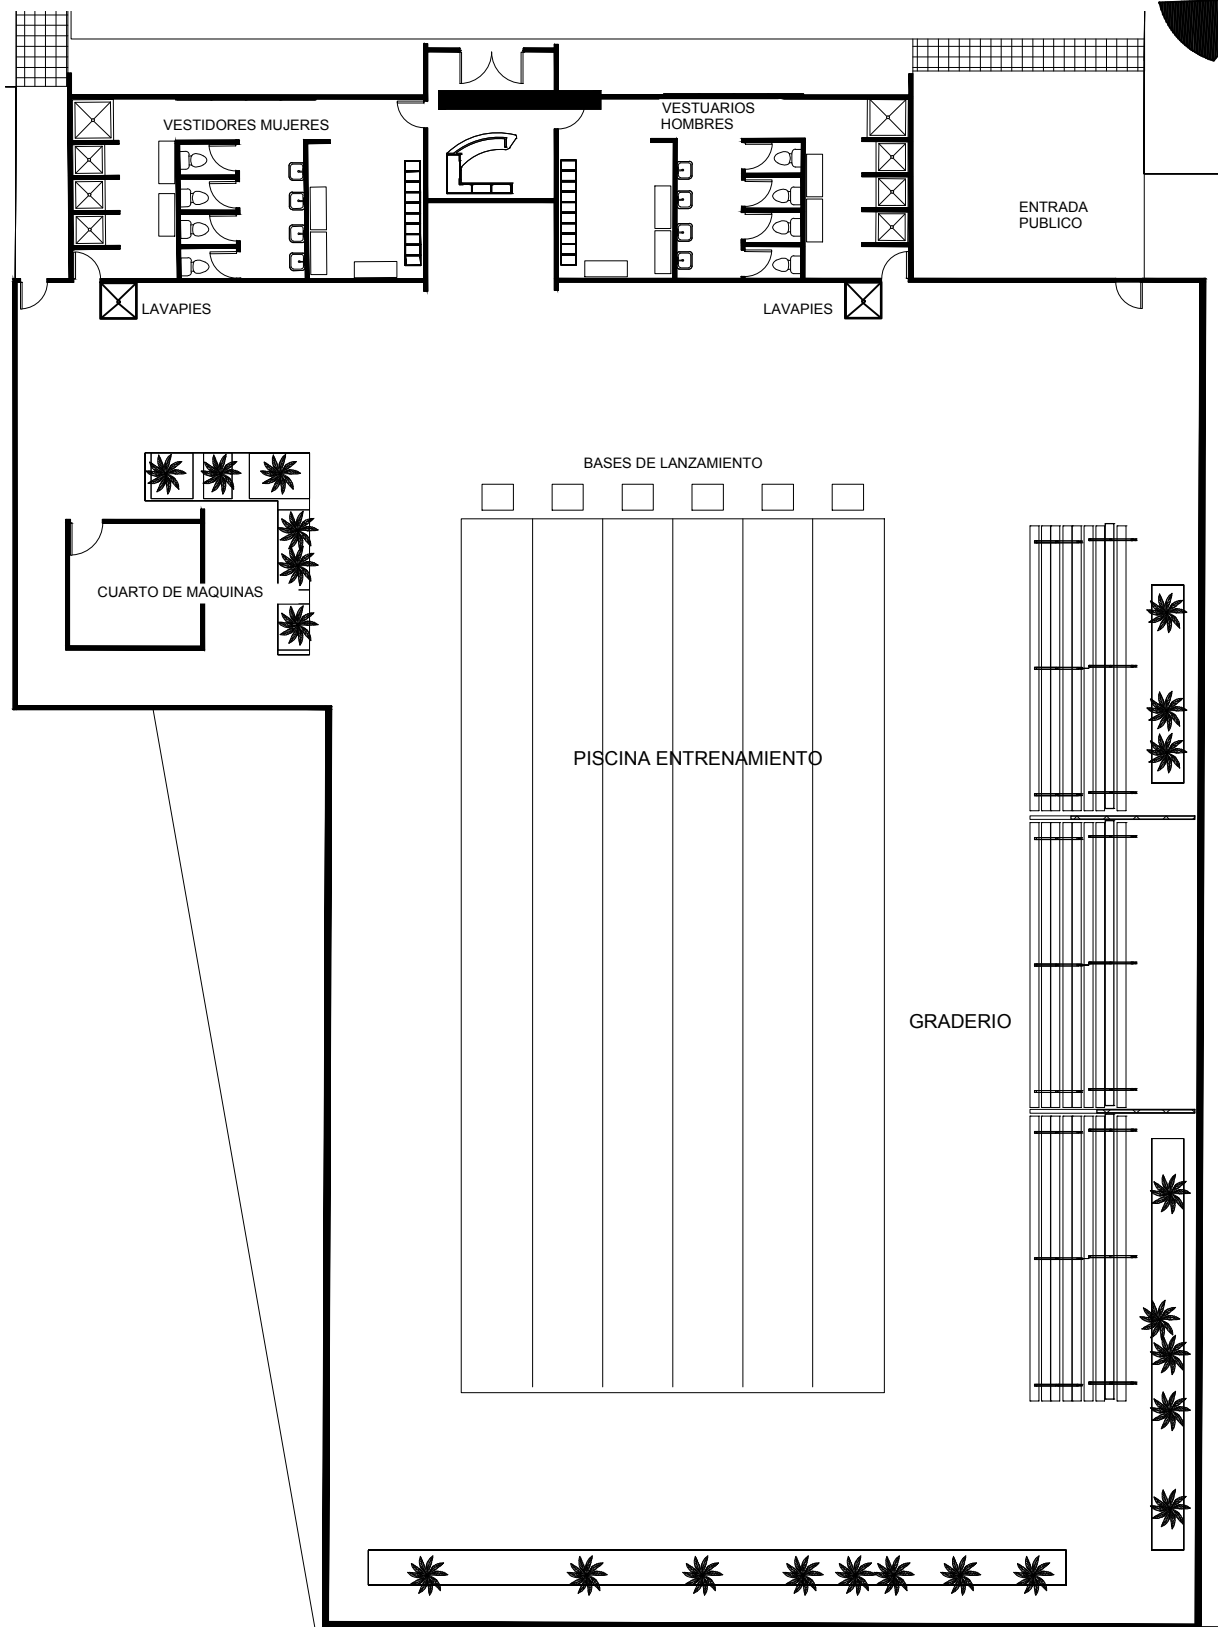 VESTIDORES MUJERES
VESTUARIOS
HOMBRES
ENTRADA
PUBLICO
LAVAPIES
LAVAPIES
BASES DE LANZAMIENTO
CUARTO DE MAQUINAS
PISCINA ENTRENAMIENTO
GRADERIO